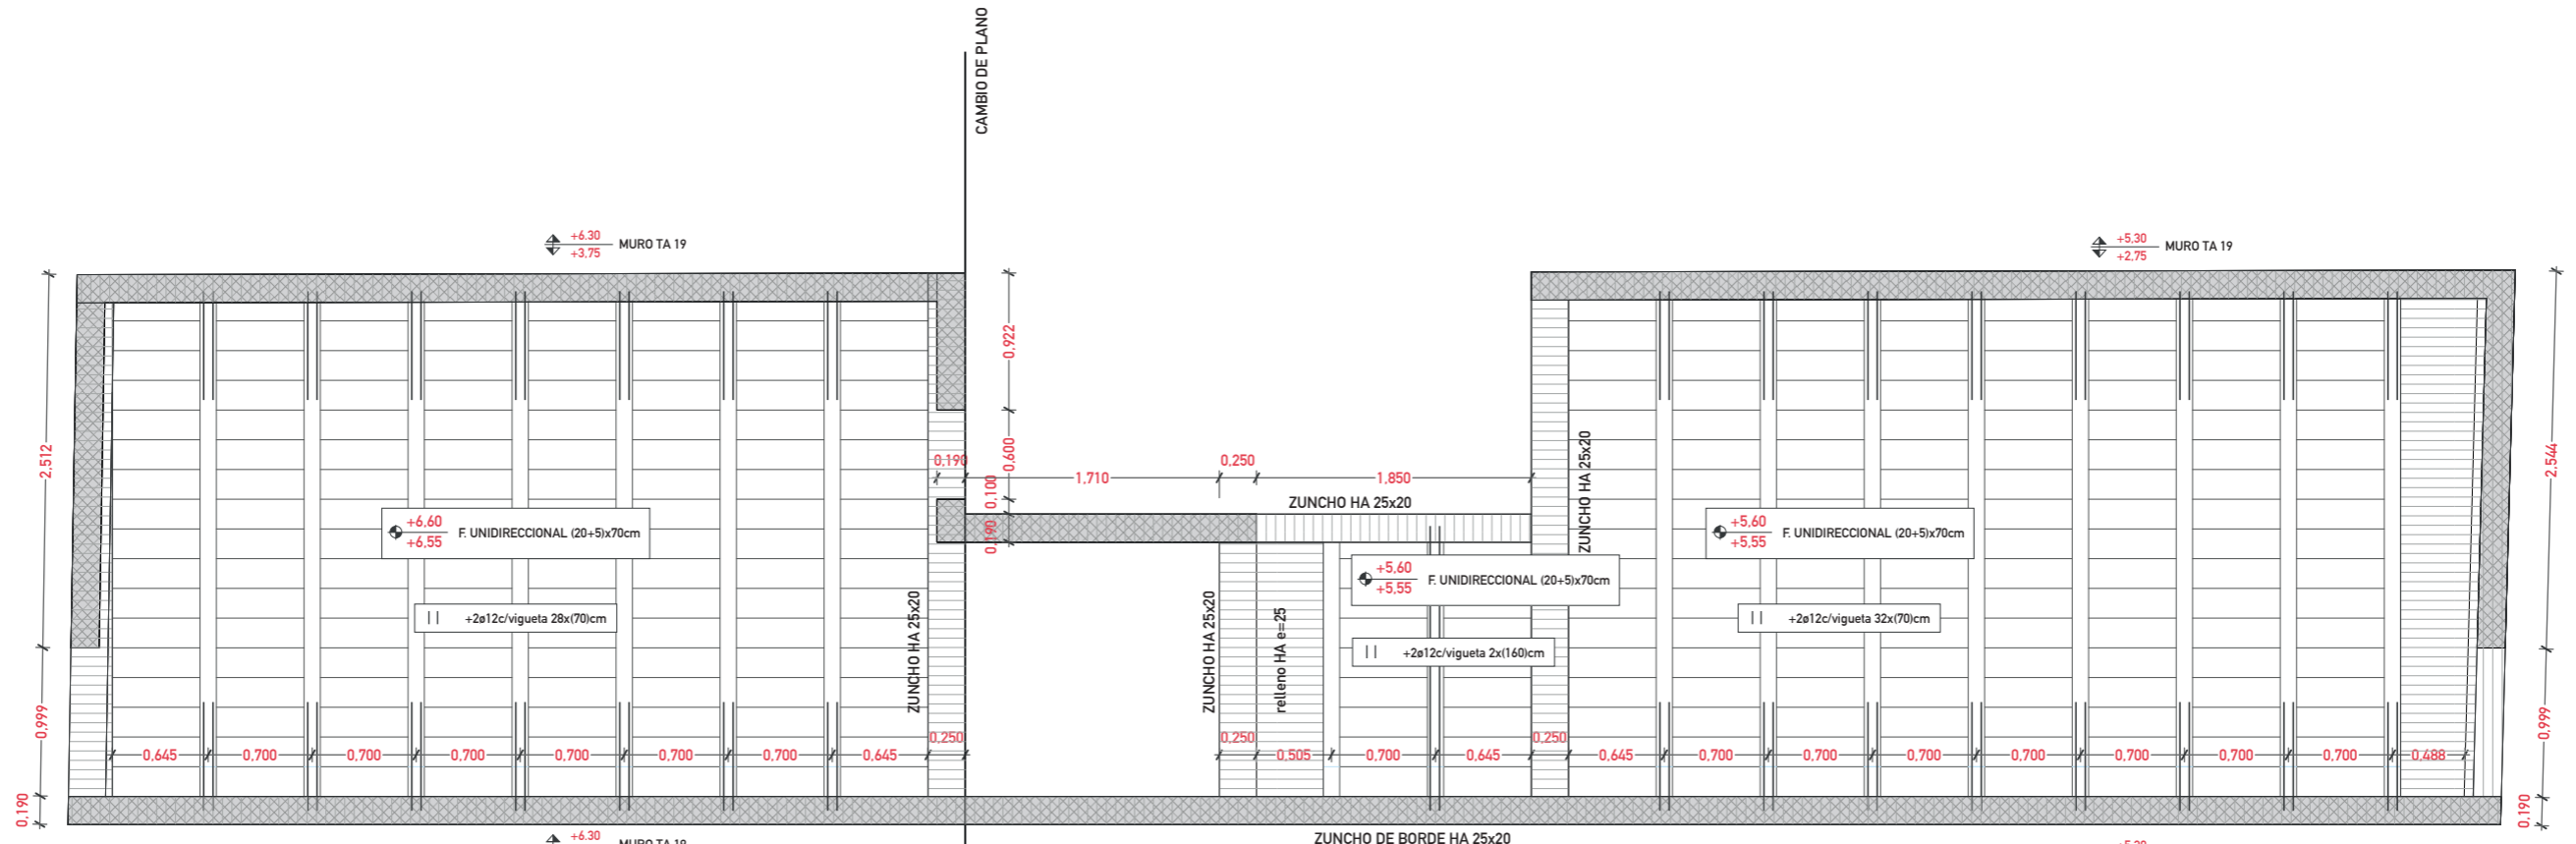 CAMBIO DE PLANO
+6.30
+3.75
MURO TA 19
+5,30
+2,75
MURO TA 19
2,512
0,999
0,190
0,922
0,600
0,100
0,190
0,190
1,710
0,250
1,850
ZUNCHO HA 25x20
ZUNCHO HA 25x20
2,544
0,999
0,190
+6,60
+6,55
F. UNIDIRECCIONAL (20+5)x70cm
+5,60
+5,55
F. UNIDIRECCIONAL (20+5)x70cm
+5,60
+5,55
F. UNIDIRECCIONAL (20+5)x70cm
+2ø12c/vigueta 28x(70)cm
+2ø12c/vigueta 2x(160)cm
+2ø12c/vigueta 32x(70)cm
ZUNCHO HA 25x20
ZUNCHO HA 25x20
relleno HA e=25
0,645 0,700 0,700 0,700 0,700 0,700 0,700 0,645 0,250
0,250 0,505 0,700 0,645 0,250 0,645 0,700 0,700 0,700 0,700 0,700 0,700 0,700 0,488
+6.30
MURO TA 19
ZUNCHO DE BORDE HA 25x20